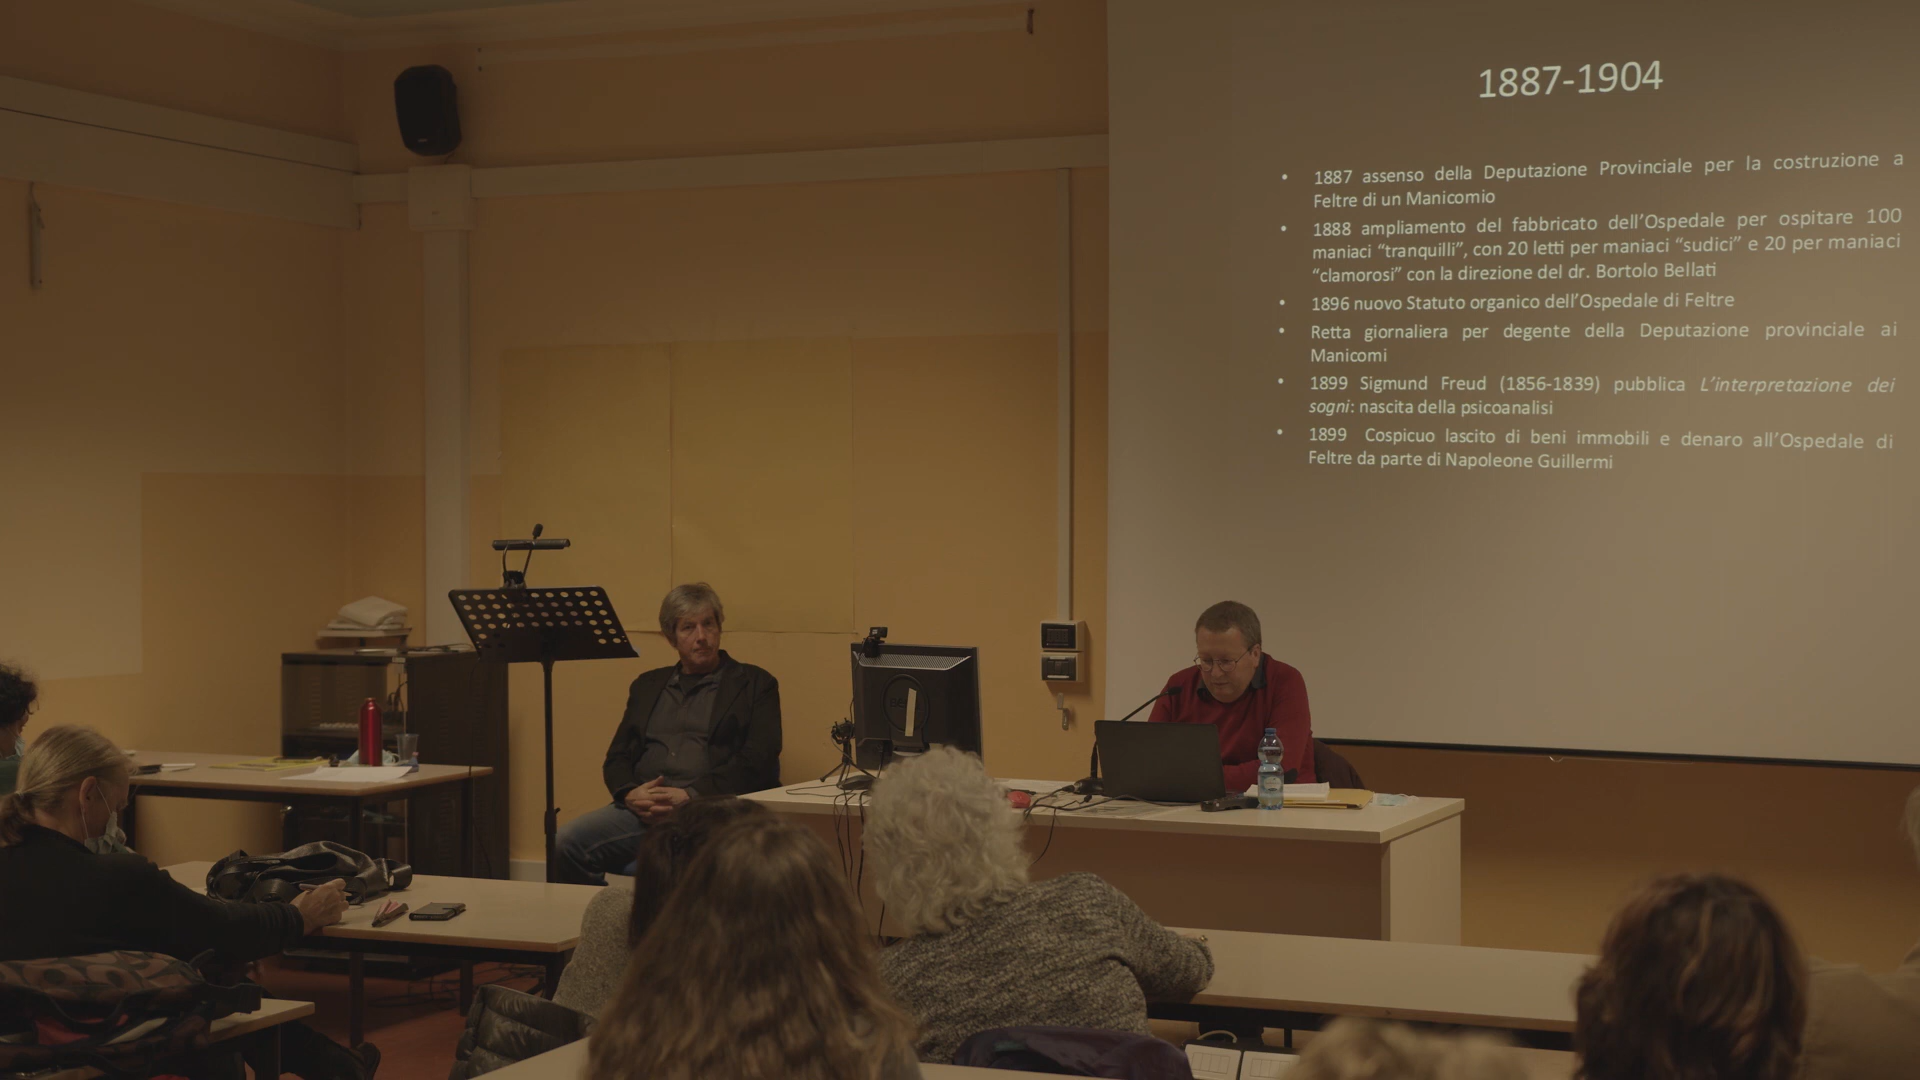 1887-1904
• 1887 assenso della Deputazione Provinciale per la costruzione a
Feltre di un Manicomio
• 1888 ampliamento del fabbricato dell’Ospedale per ospitare 100
maniaci “tranquilli”, con 20 letti per maniaci “sudici” e 20 per maniaci
“clamorosi” con la direzione del dr. Bortolo Bellati
• 1896 nuovo Statuto organico dell’Ospedale di Feltre
• Retta giornaliera per degente della Deputazione provinciale ai
Manicomi
• 1899 Sigmund Freud (1856-1839) pubblica L’interpretazione dei
sogni: nascita della psicoanalisi
• 1899 Cospicuo lascito di beni immobili e denaro all’Ospedale di
Feltre da parte di Napoleone Guillermi